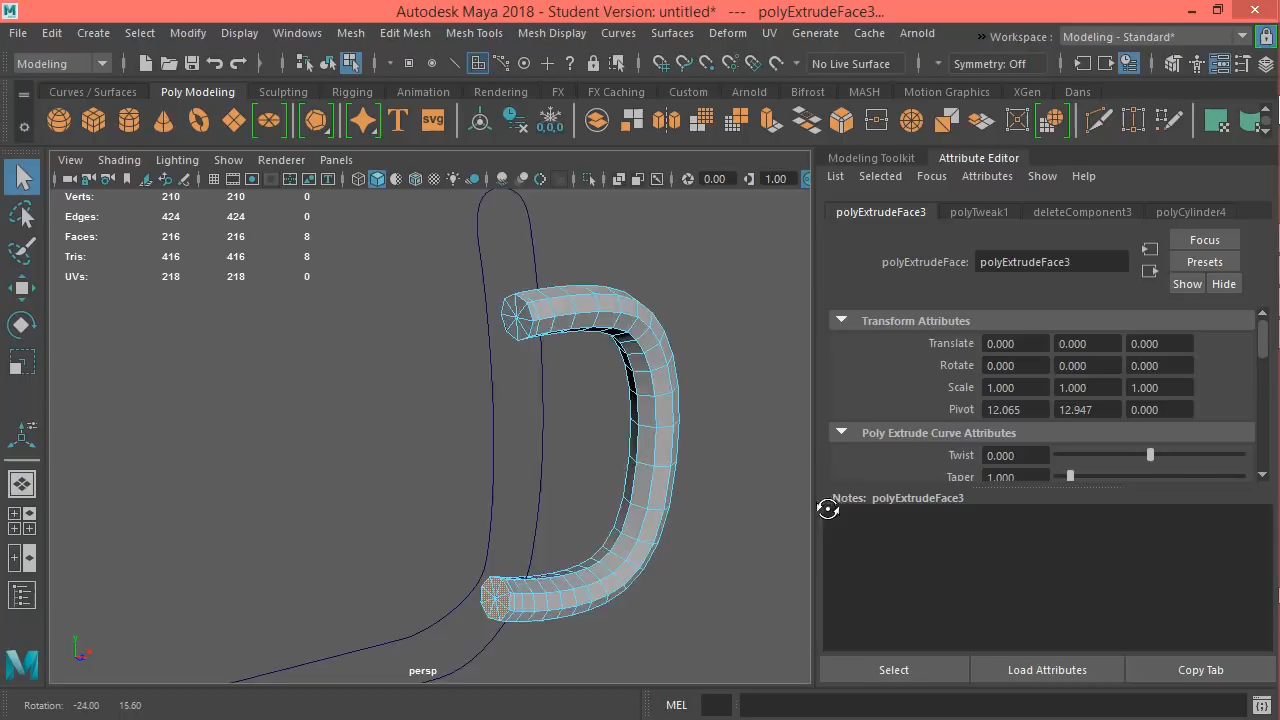 Autodesk Maya 2018 - Student Version: untitled* --- polyExtrudeFace3...
File Edit Create Select Modify Display Windows Mesh Edit Mesh Mesh Tools Mesh Display Curves Surfaces Deform UV Generate Cache Arnold » Workspace : Modeling - Standard*
Modeling No Live Surface Symmetry: Off
Curves / Surfaces Poly Modeling Sculpting Rigging Animation Rendering FX FX Caching Custom Arnold Bifrost MASH Motion Graphics XGen Dans
T svg 0,0,0
View Shading Lighting Show Renderer Panels
0.00 1.00
Modeling Toolkit Attribute Editor
List Selected Focus Attributes Show Help
Verts: 210 210 0
Edges: 424 424 0
Faces: 216 216 8
Tris: 416 416 8
UVs: 218 218 0
polyExtrudeFace3 polyTweak1 deleteComponent3 polyCylinder4
polyExtrudeFace: polyExtrudeFace3
Focus
Presets
Show Hide
Transform Attributes
Translate 0.000 0.000 0.000
Rotate 0.000 0.000 0.000
Scale 1.000 1.000 1.000
Pivot 12.065 12.947 0.000
Poly Extrude Curve Attributes
Twist 0.000
Taper 1.000
Notes: polyExtrudeFace3
y
persp
Select Load Attributes Copy Tab
Rotation: -24.00 15.60
MEL